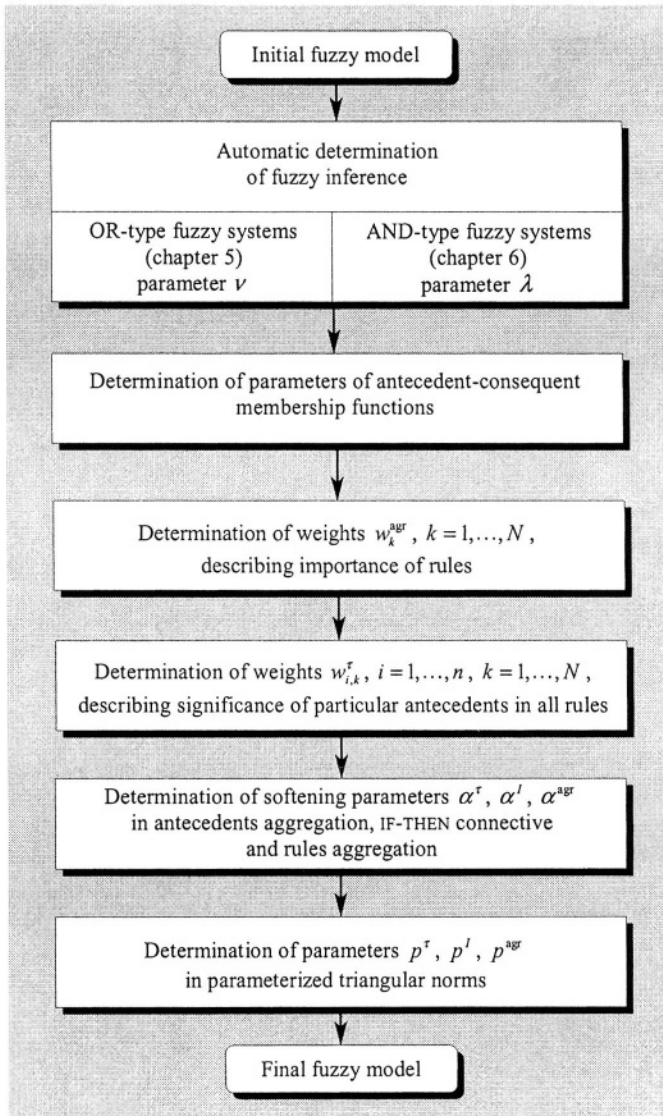 Initial fuzzy model
Automatic determination
of fuzzy inference
OR-type fuzzy systems
(chapter 5)
parameter ν
AND-type fuzzy systems
(chapter 6)
parameter λ
Determination of parameters of antecedent-consequent
membership functions
Determination of weights w_k^agr , k = 1,…,N ,
describing importance of rules
Determination of weights w_{i,k}^τ , i = 1,…,n , k = 1,…,N ,
describing significance of particular antecedents in all rules
Determination of softening parameters α^τ , α^I , α^agr
in antecedents aggregation, IF-THEN connective
and rules aggregation
Determination of parameters p^τ , p^I , p^agr
in parameterized triangular norms
Final fuzzy model